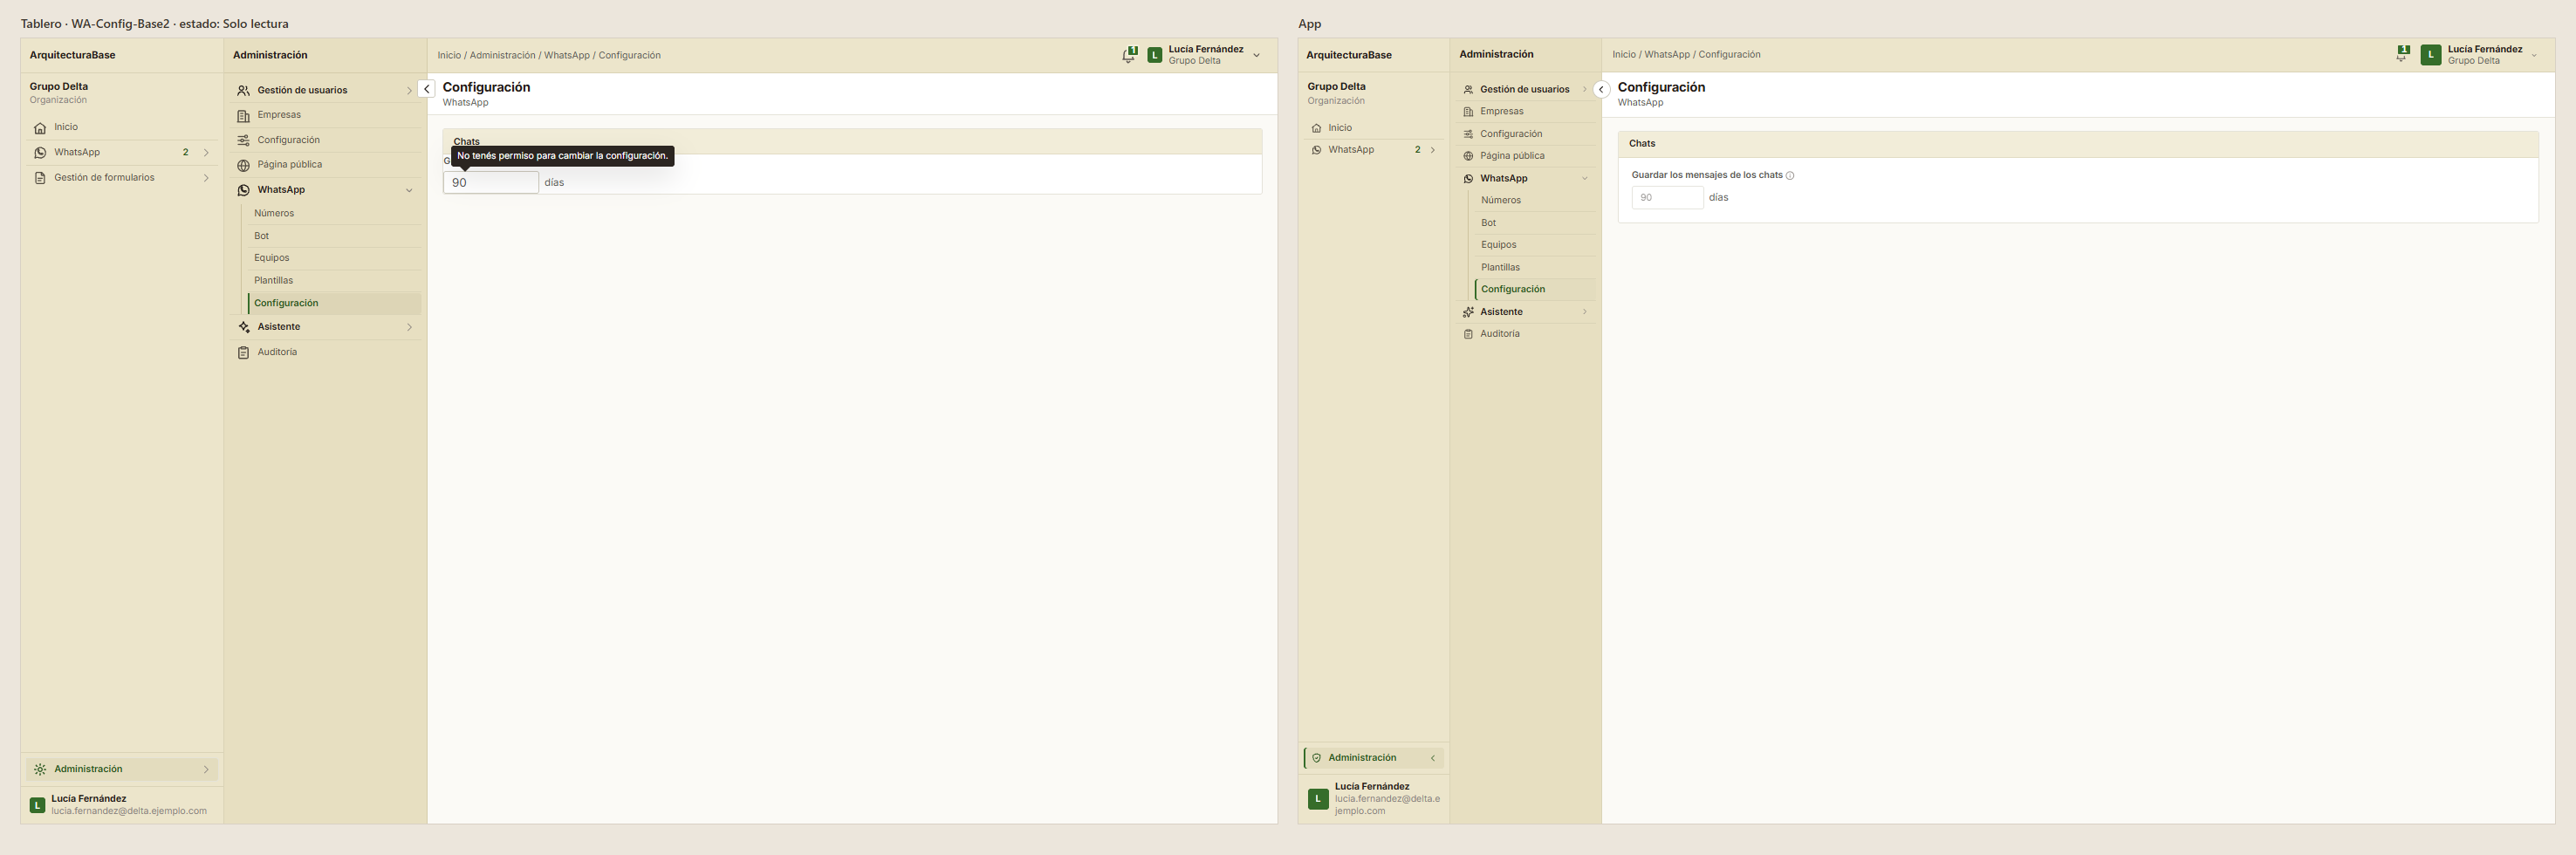 Tablero · WA-Config-Base2 · estado: Solo lectura
ArquitecturaBase
Grupo Delta
Organización
Inicio
WhatsApp 2
Gestión de formularios
Administración
L Lucía Fernández
lucia.fernandez@delta.ejemplo.com
Administración
Gestión de usuarios
Empresas
Configuración
Página pública
WhatsApp
Números
Bot
Equipos
Plantillas
Configuración
Asistente
Auditoría
Inicio / Administración / WhatsApp / Configuración
1
L Lucía Fernández
Grupo Delta
Configuración
WhatsApp
Chats
No tenés permiso para cambiar la configuración.
90 días
App
ArquitecturaBase
Grupo Delta
Organización
Inicio
WhatsApp 2
Administración
L Lucía Fernández
lucia.fernandez@delta.e
jemplo.com
Administración
Gestión de usuarios
Empresas
Configuración
Página pública
WhatsApp
Números
Bot
Equipos
Plantillas
Configuración
Asistente
Auditoría
Inicio / WhatsApp / Configuración
1
L Lucía Fernández
Grupo Delta
Configuración
WhatsApp
Chats
Guardar los mensajes de los chats
90 días